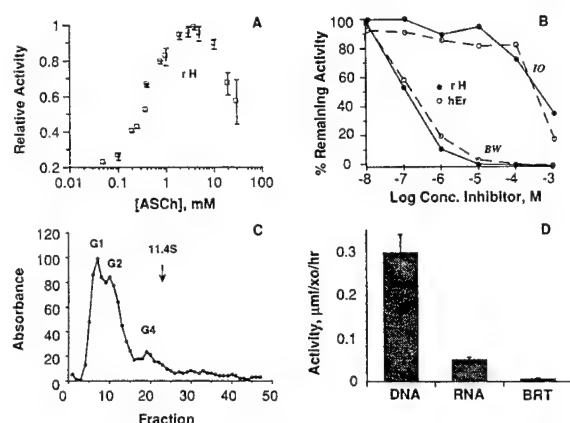 A
Relative Activity
1
0.8
0.6
0.4
0.2
r H
0.01 0.1 1 10 100
[ASCh], mM
B
% Remaining Activity
100
80
60
40
20
0
IO
r H
hEr
BW
-8 -7 -6 -5 -4 -3
Log Conc. Inhibitor, M
C
Absorbance
120
100
80
60
40
20
0
G1
G2
11.4S
G4
0 10 20 30 40 50
Fraction
D
Activity, µml/xo/hr
0.3
0.2
0.1
0
DNA RNA BRT